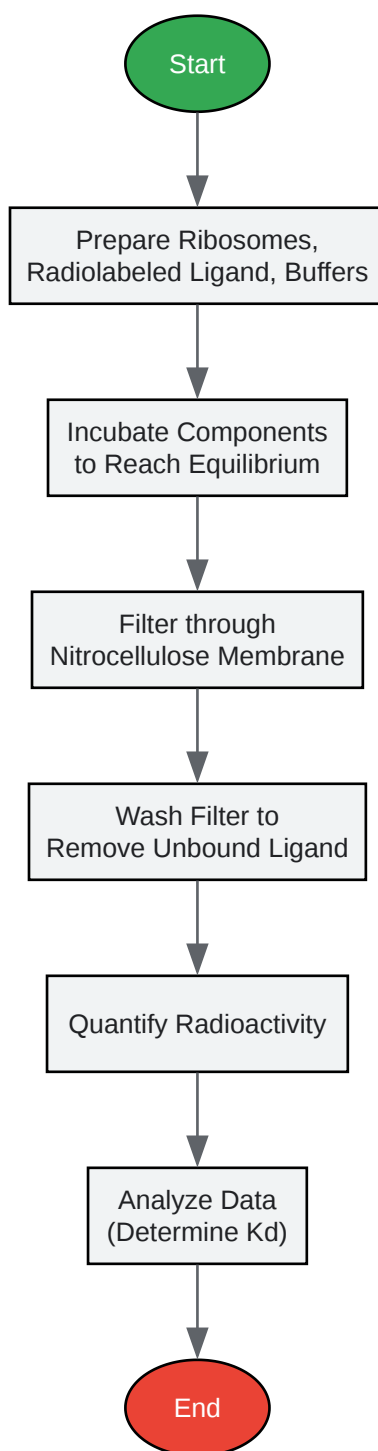 Start
Prepare Ribosomes,
Radiolabeled Ligand, Buffers
Incubate Components
to Reach Equilibrium
Filter through
Nitrocellulose Membrane
Wash Filter to
Remove Unbound Ligand
Quantify Radioactivity
Analyze Data
(Determine Kd)
End